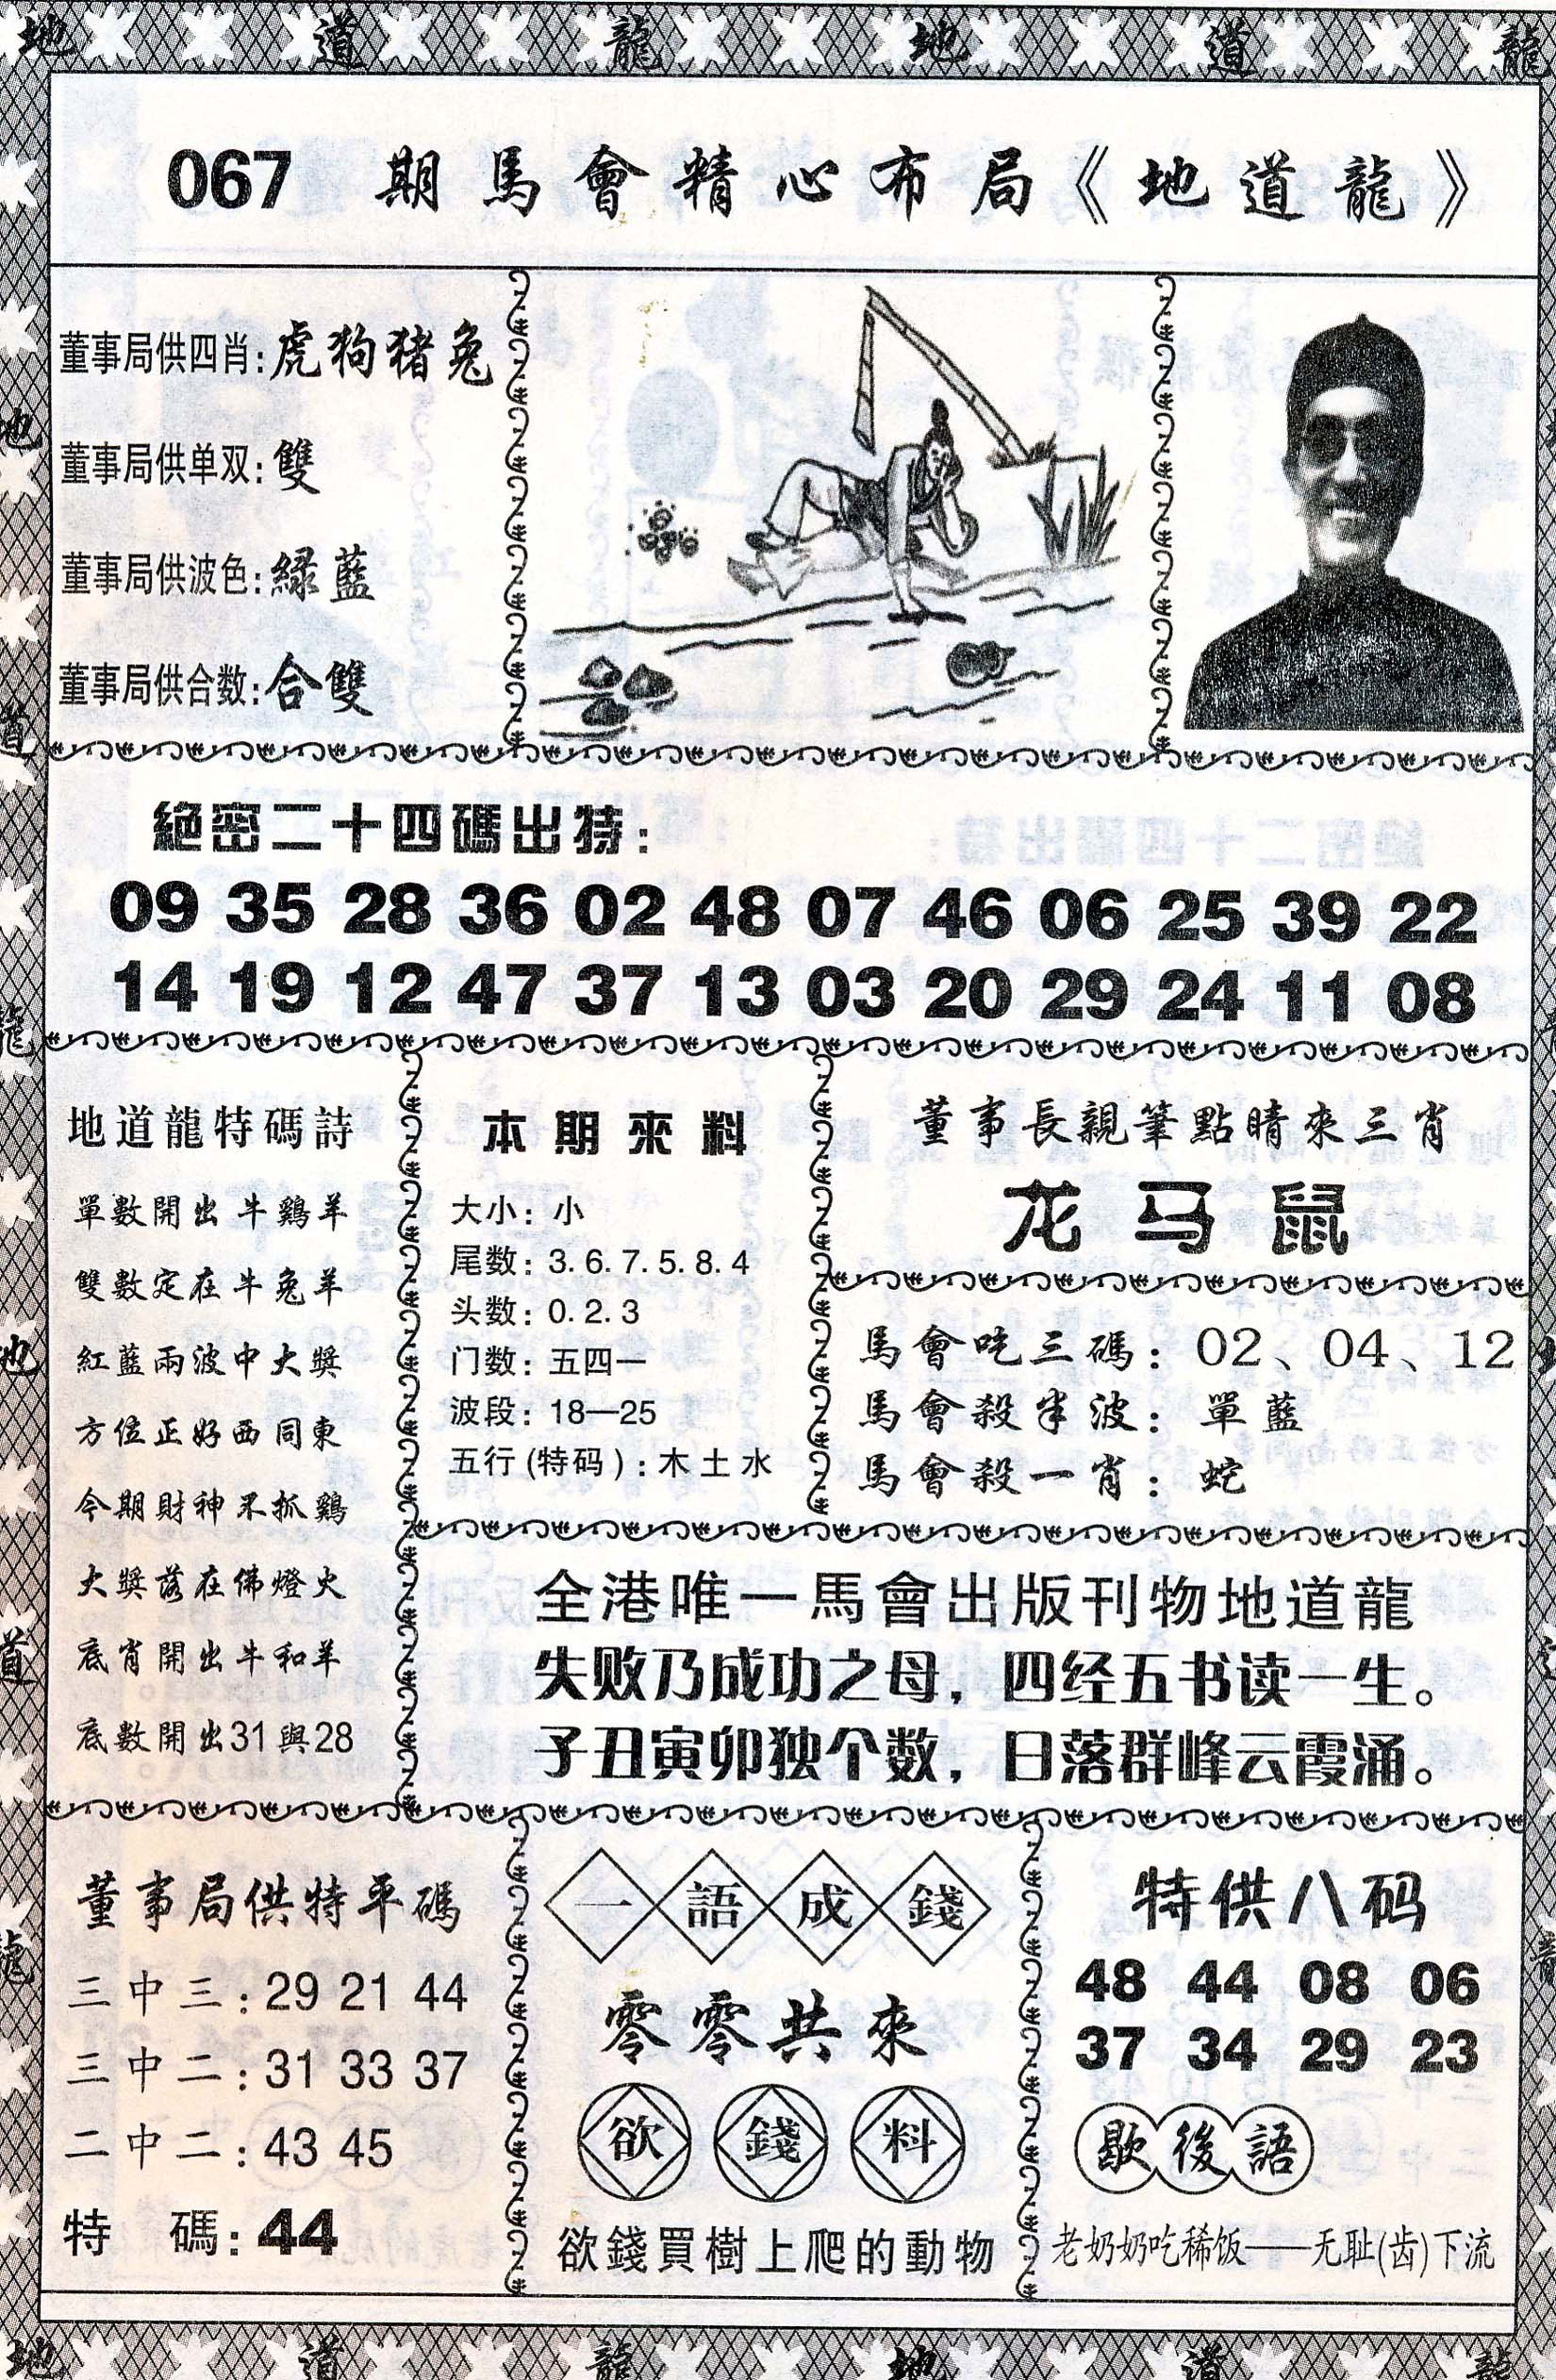 地 道 龍 地 道 龍
067 期馬會精心布局《地道龍》
董事局供四肖:虎狗猪兔
董事局供单双:雙
董事局供波色:緑藍
董事局供合数:合雙
絕密二十四碼出特:
09 35 28 36 02 48 07 46 06 25 39 22
14 19 12 47 37 13 03 20 29 24 11 08
地道龍特碼詩
單數開出牛鷄羊
雙數定在牛兔羊
紅藍兩波中大獎
方位正好西同東
今期財神不抓鷄
大獎落在佛燈火
底肖開出牛和羊
底數開出31與28
本期來料
大小: 小
尾数: 3.6.7.5.8.4
头数: 0.2.3
门数: 五四一
波段: 18—25
五行(特码): 木土水
董事長親筆點睛來三肖
龙马鼠
馬會吃三碼: 02、04、12
馬會殺半波: 單藍
馬會殺一肖: 蛇
全港唯一馬會出版刊物地道龍
失败乃成功之母, 四经五书读一生。
子丑寅卯独个数, 日落群峰云霞涌。
董事局供特平碼
三中三: 29 21 44
三中二: 31 33 37
二中二: 43 45
特 碼: 44
一語成錢
零零共來
欲錢料
欲錢買樹上爬的動物
特供八码
48 44 08 06
37 34 29 23
歇後語
老奶奶吃稀饭——无耻(齿)下流
地 道 龍 地 道 龍